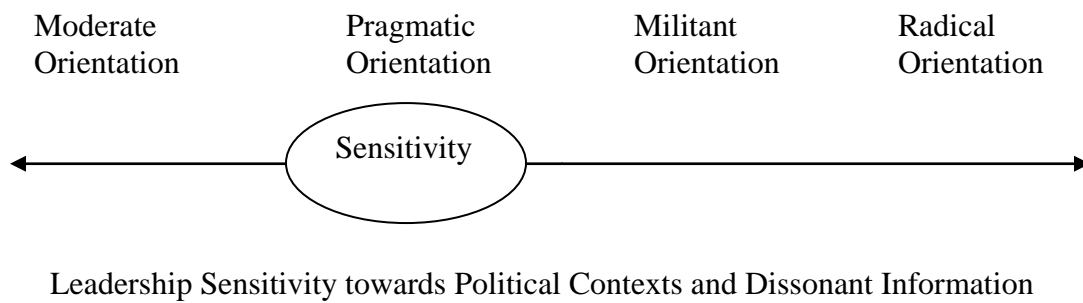 Moderate Orientation
Pragmatic Orientation
Militant Orientation
Radical Orientation
Sensitivity
Leadership Sensitivity towards Political Contexts and Dissonant Information